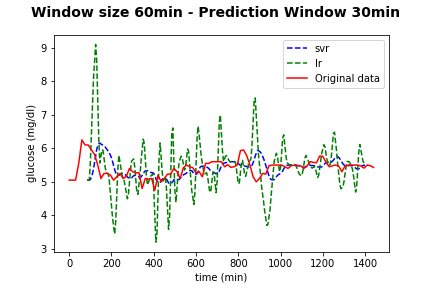 Window size 60min - Prediction Window 30min
svr
lr
Original data
glucose (mg/dl)
9
8
7
6
5
4
3
0 200 400 600 800 1000 1200 1400
time (min)